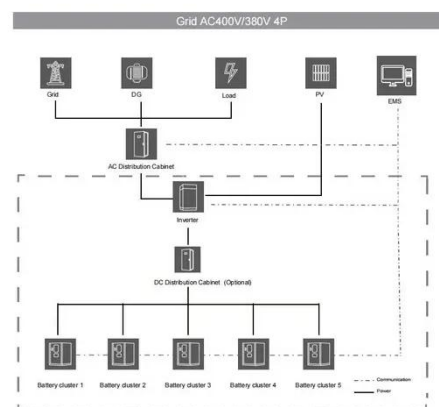 Grid AC400V/380V 4P
Grid
DG
Load
PV
EMS
AC Distribution Cabinet
Inverter
DC Distribution Cabinet (Optional)
Battery cluster 1
Battery cluster 2
Battery cluster 3
Battery cluster 4
Battery cluster 5
Communication
Power